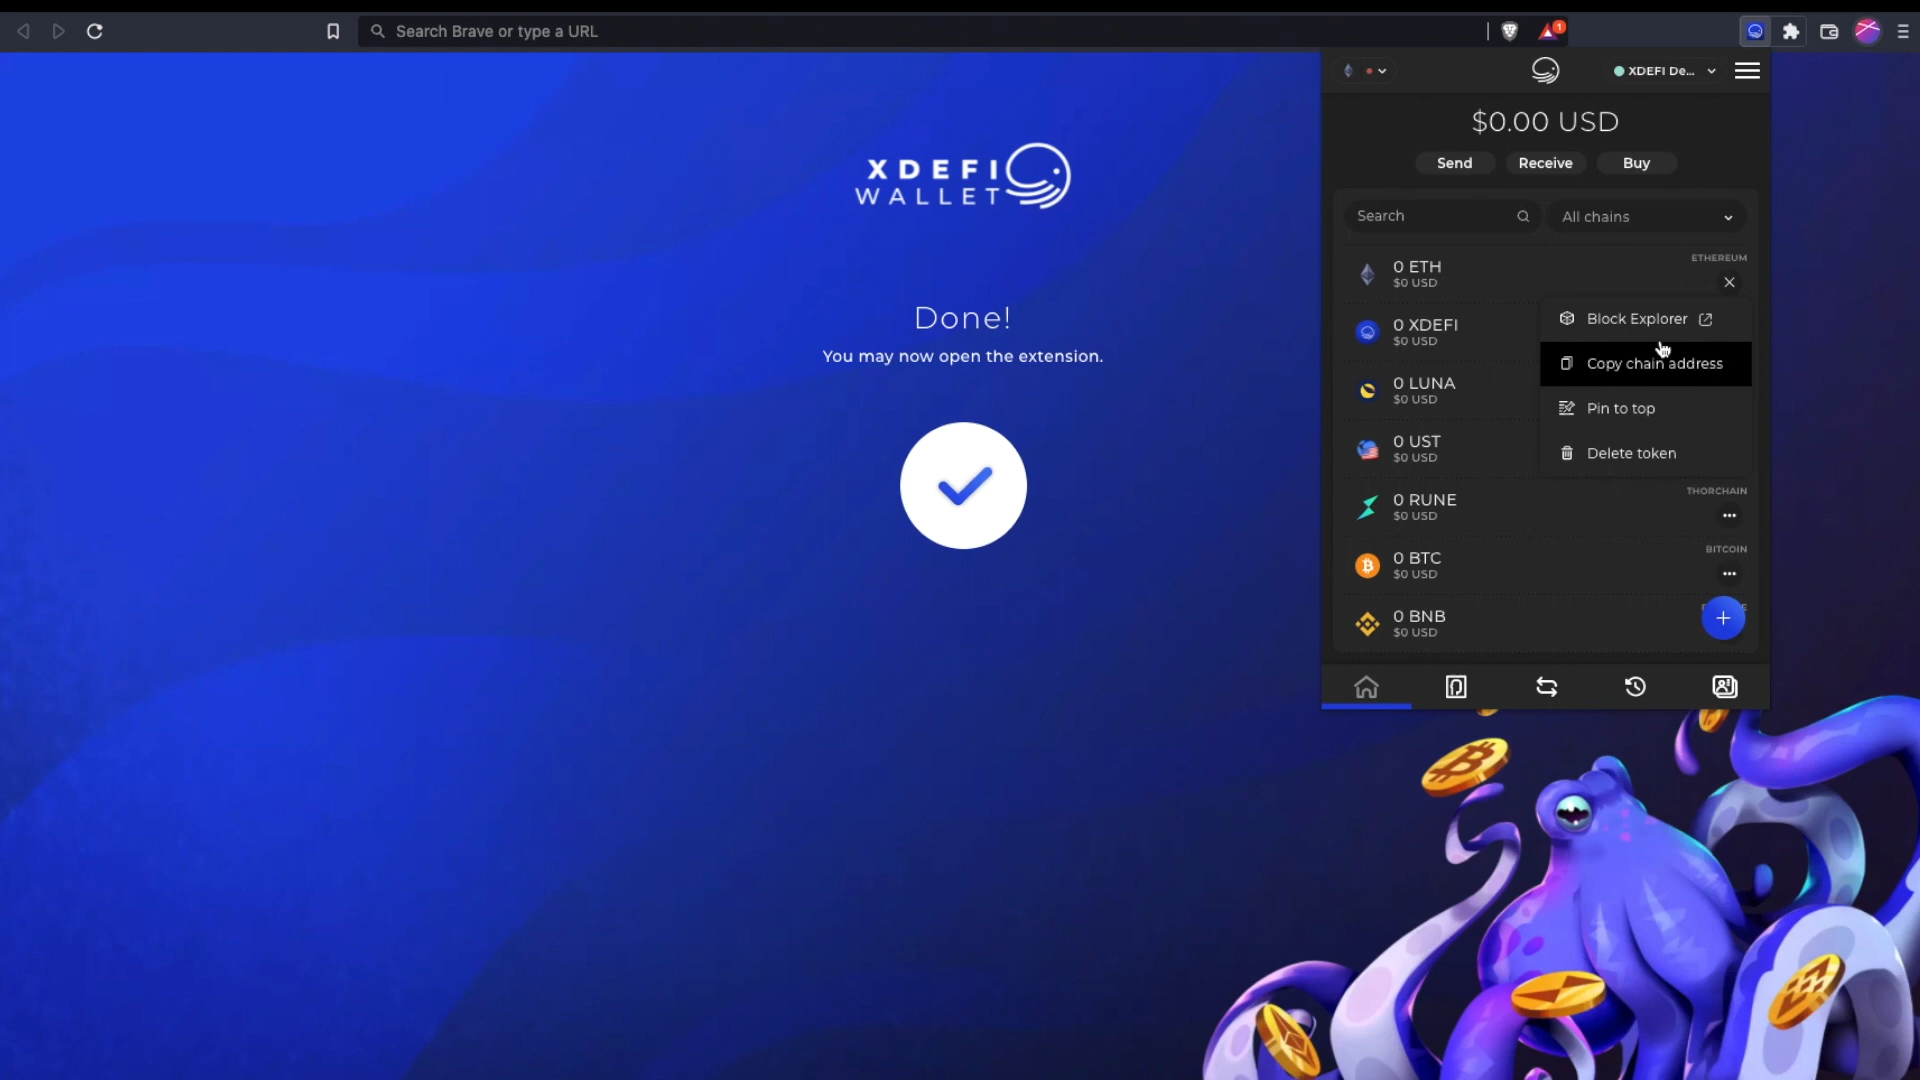 Search Brave or type a URL
1
XDEFI
WALLET
Done!
You may now open the extension.
XDEFI De...
$0.00 USD
Send
Receive
Buy
Search
All chains
0 ETH
$0 USD
ETHEREUM
Block Explorer
Copy chain address
Pin to top
Delete token
0 XDEFI
$0 USD
0 LUNA
$0 USD
0 UST
$0 USD
0 RUNE
$0 USD
THORCHAIN
0 BTC
$0 USD
BITCOIN
0 BNB
$0 USD